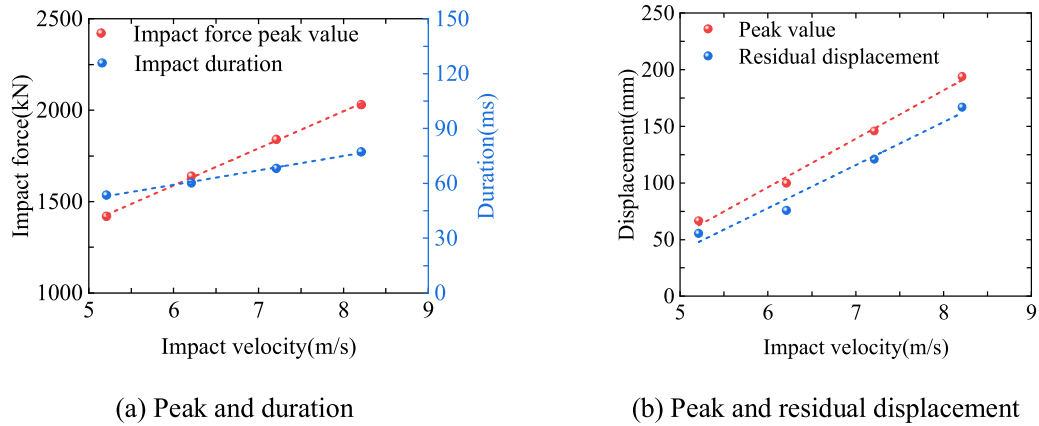 2500
2000
1500
1000
Impact force(kN)
Impact force peak value
Impact duration
150
120
90
60
30
0
Duration(ms)
5
6
7
8
9
Impact velocity(m/s)
(a) Peak and duration
250
200
150
100
50
0
Displacement(mm)
Peak value
Residual displacement
5
6
7
8
9
Impact velocity(m/s)
(b) Peak and residual displacement